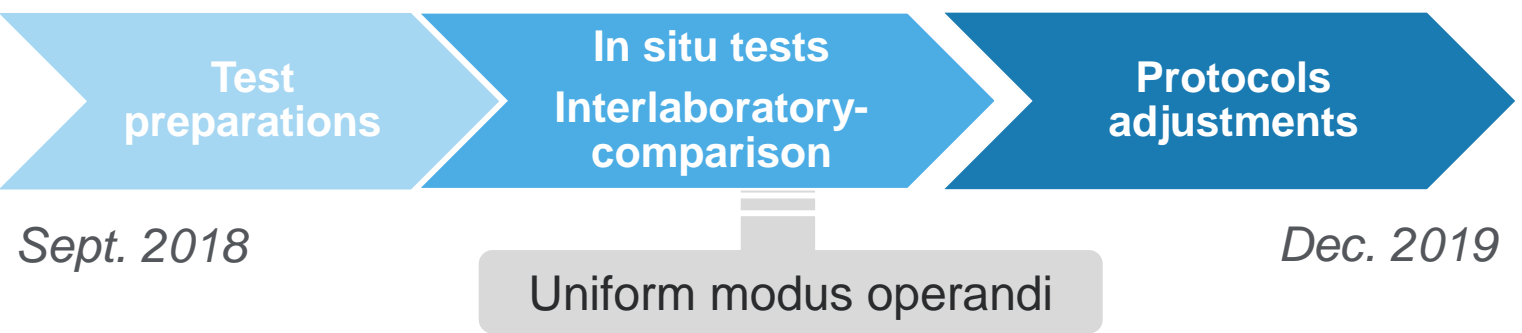 Test
preparations
In situ tests
Interlaboratory-
comparison
Protocols
adjustments
Sept. 2018
Dec. 2019
Uniform modus operandi